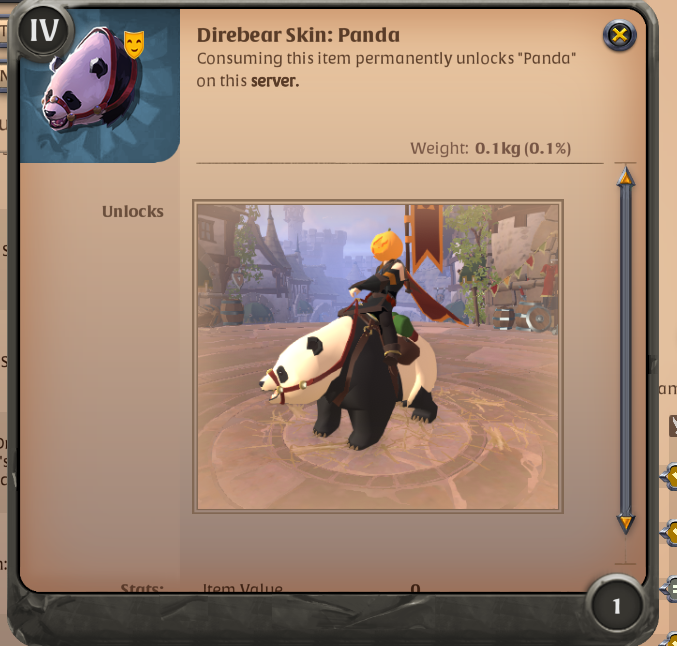 IV
Direbear Skin: Panda
Consuming this item permanently unlocks "Panda"
on this server.
Weight: 0.1kg (0.1%)
Unlocks
Stats: Item Value 0
1